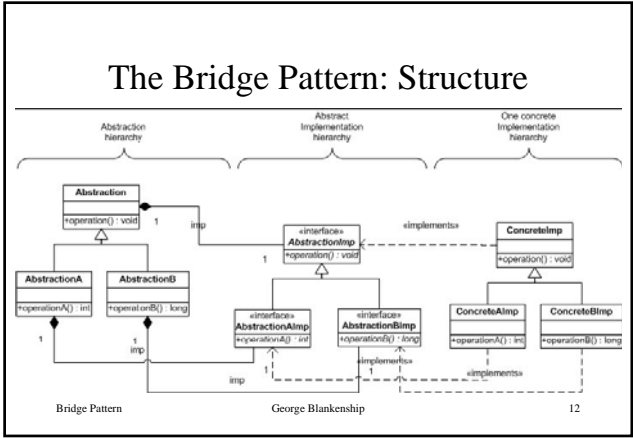 The Bridge Pattern: Structure
Abstraction
hierarchy
Abstract
Implementation
hierarchy
One concrete
Implementation
hierarchy
Abstraction
+operation() : void
1
imp
«interface»
AbstractionImp
+operation() : void
1
«implements»
ConcreteImp
+operation() : void
AbstractionA
+operationA() : int
1
AbstractionB
+operationB() : long
1
imp
«interface»
AbstractionAImp
+operationA() : int
«interface»
AbstractionBImp
+operationB() : long
ConcreteAImp
+operationA() : int
ConcreteBImp
+operationB() : long
«implements»
1
1
«implements»
imp
Bridge Pattern
George Blankenship
12